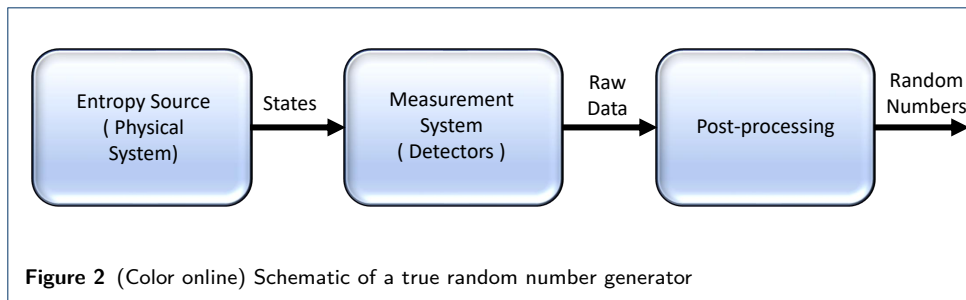 Entropy Source
( Physical
System)
States
Measurement
System
( Detectors )
Raw
Data
Post-processing
Random
Numbers
Figure 2 (Color online) Schematic of a true random number generator